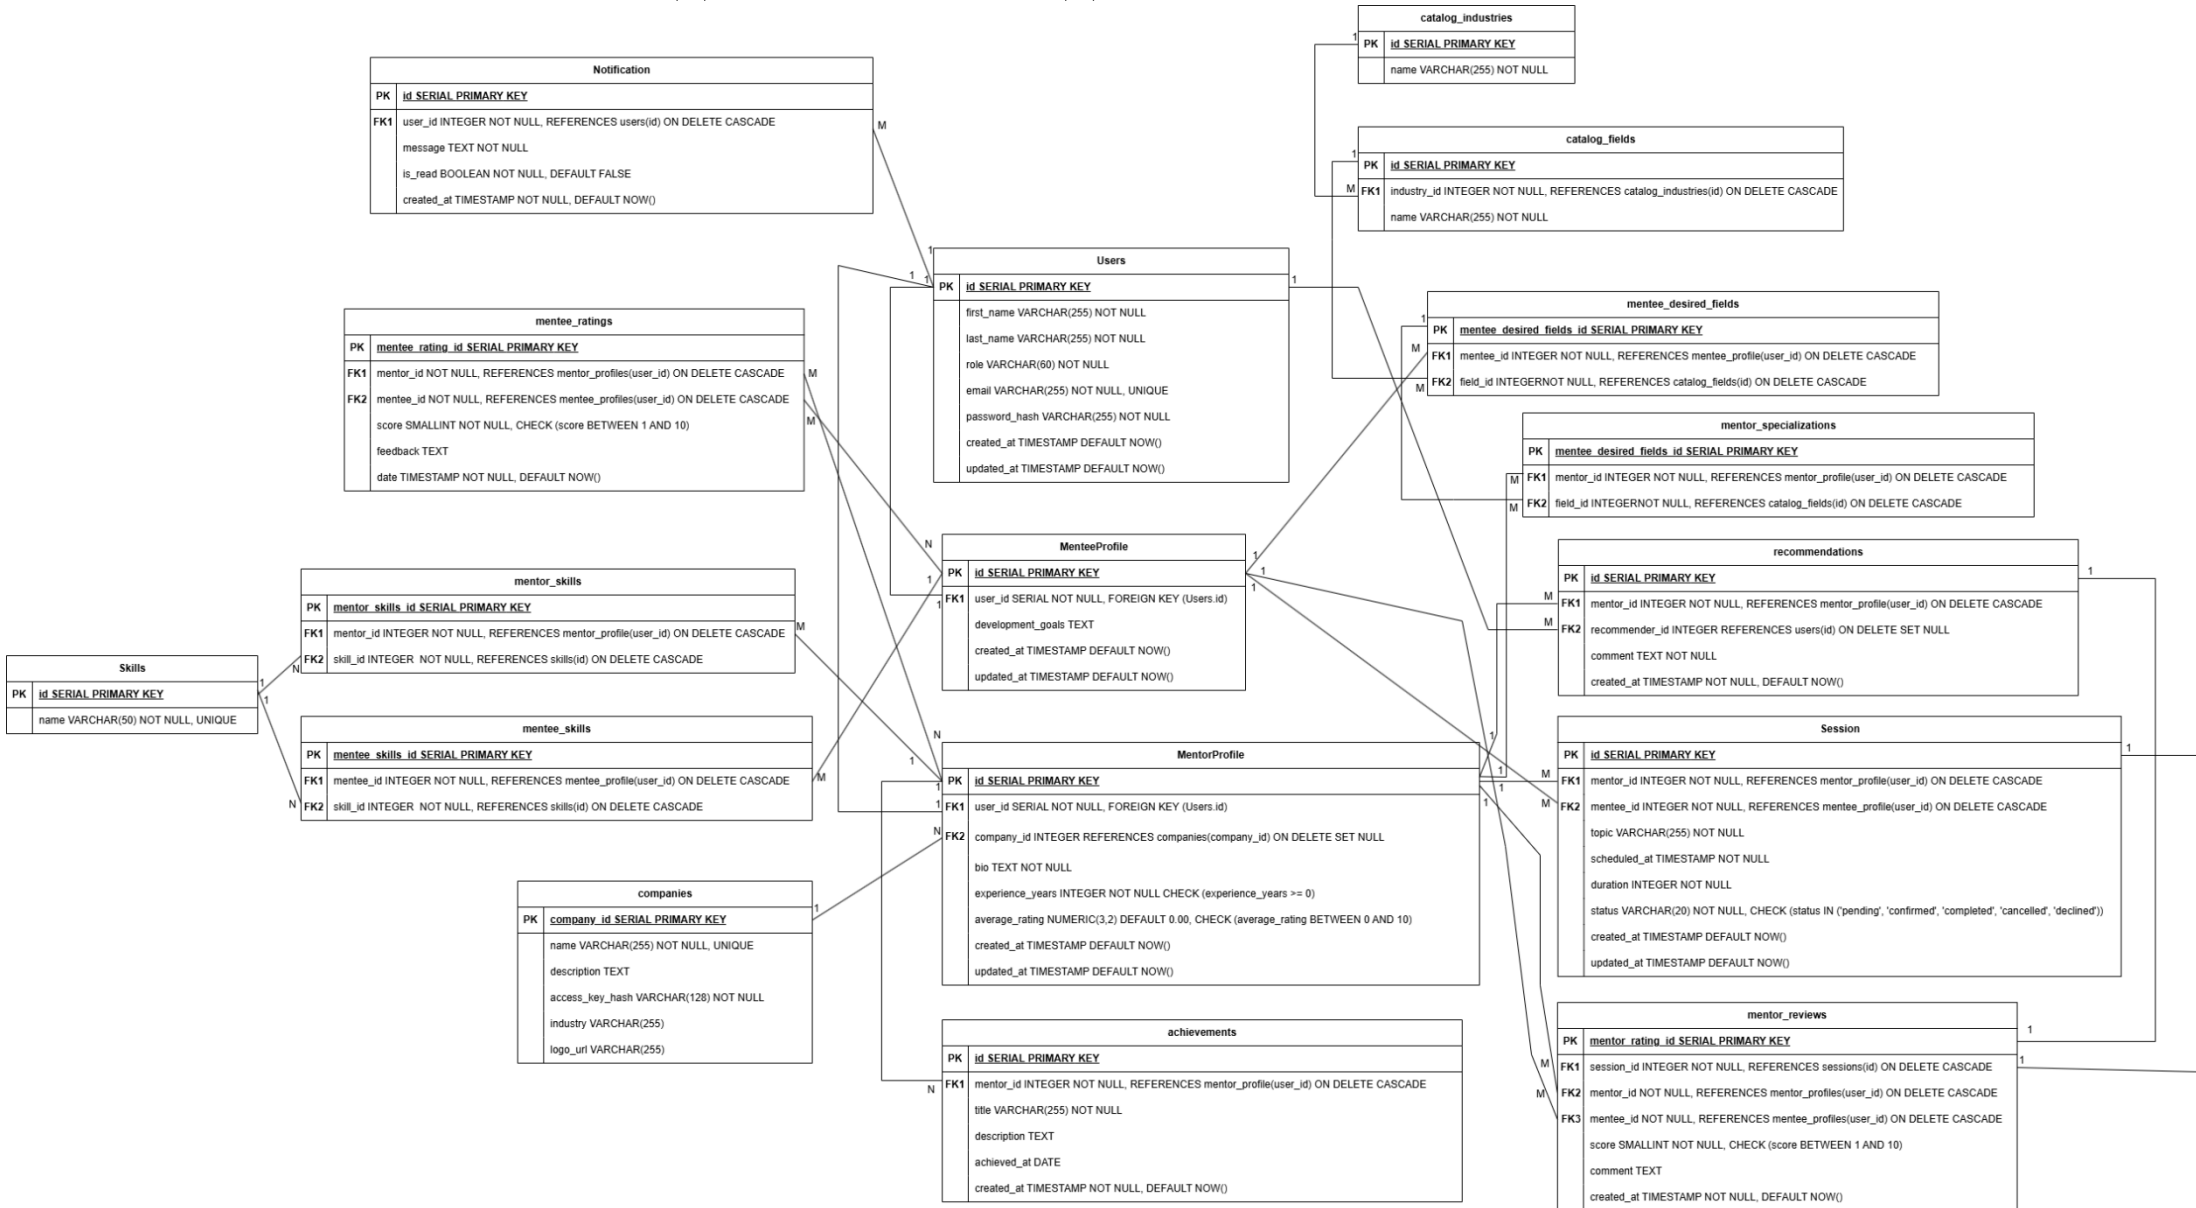 catalog_industries
PK id SERIAL PRIMARY KEY
name VARCHAR(255) NOT NULL
1
M
Notification
PK id SERIAL PRIMARY KEY
FK1 user_id INTEGER NOT NULL, REFERENCES users(id) ON DELETE CASCADE
message TEXT NOT NULL
is_read BOOLEAN NOT NULL, DEFAULT FALSE
created_at TIMESTAMP NOT NULL, DEFAULT NOW()
M
1
catalog_fields
PK id SERIAL PRIMARY KEY
FK1 industry_id INTEGER NOT NULL, REFERENCES catalog_industries(id) ON DELETE CASCADE
name VARCHAR(255) NOT NULL
1
M
Users
PK id SERIAL PRIMARY KEY
first_name VARCHAR(255) NOT NULL
last_name VARCHAR(255) NOT NULL
role VARCHAR(60) NOT NULL
email VARCHAR(255) NOT NULL, UNIQUE
password_hash VARCHAR(255) NOT NULL
created_at TIMESTAMP DEFAULT NOW()
updated_at TIMESTAMP DEFAULT NOW()
1
1
1
mentee_desired_fields
PK mentee_desired_fields_id SERIAL PRIMARY KEY
FK1 mentee_id INTEGER NOT NULL, REFERENCES mentee_profile(user_id) ON DELETE CASCADE
FK2 field_id INTEGERNOT NULL, REFERENCES catalog_fields(id) ON DELETE CASCADE
1
M
mentee_ratings
PK mentee_rating_id SERIAL PRIMARY KEY
FK1 mentor_id NOT NULL, REFERENCES mentor_profiles(user_id) ON DELETE CASCADE
FK2 mentee_id NOT NULL, REFERENCES mentee_profiles(user_id) ON DELETE CASCADE
score SMALLINT NOT NULL, CHECK (score BETWEEN 1 AND 10)
feedback TEXT
date TIMESTAMP NOT NULL, DEFAULT NOW()
M
M
mentor_specializations
PK mentee_desired_fields_id SERIAL PRIMARY KEY
FK1 mentor_id INTEGER NOT NULL, REFERENCES mentor_profile(user_id) ON DELETE CASCADE
FK2 field_id INTEGERNOT NULL, REFERENCES catalog_fields(id) ON DELETE CASCADE
M
M
MenteeProfile
PK id SERIAL PRIMARY KEY
FK1 user_id SERIAL NOT NULL, FOREIGN KEY (Users.id)
development_goals TEXT
created_at TIMESTAMP DEFAULT NOW()
updated_at TIMESTAMP DEFAULT NOW()
N
1
1
1
1
1
recommendations
PK id SERIAL PRIMARY KEY
FK1 mentor_id INTEGER NOT NULL, REFERENCES mentor_profile(user_id) ON DELETE CASCADE
FK2 recommender_id INTEGER REFERENCES users(id) ON DELETE SET NULL
comment TEXT NOT NULL
created_at TIMESTAMP NOT NULL, DEFAULT NOW()
M
M
1
mentor_skills
PK mentor_skills_id SERIAL PRIMARY KEY
FK1 mentor_id INTEGER NOT NULL, REFERENCES mentor_profile(user_id) ON DELETE CASCADE
FK2 skill_id INTEGER NOT NULL, REFERENCES skills(id) ON DELETE CASCADE
M
N
Skills
PK id SERIAL PRIMARY KEY
name VARCHAR(50) NOT NULL, UNIQUE
1
1
mentee_skills
PK mentee_skills_id SERIAL PRIMARY KEY
FK1 mentee_id INTEGER NOT NULL, REFERENCES mentee_profile(user_id) ON DELETE CASCADE
FK2 skill_id INTEGER NOT NULL, REFERENCES skills(id) ON DELETE CASCADE
M
N
MentorProfile
PK id SERIAL PRIMARY KEY
FK1 user_id SERIAL NOT NULL, FOREIGN KEY (Users.id)
FK2 company_id INTEGER REFERENCES companies(company_id) ON DELETE SET NULL
bio TEXT NOT NULL
experience_years INTEGER NOT NULL CHECK (experience_years >= 0)
average_rating NUMERIC(3,2) DEFAULT 0.00, CHECK (average_rating BETWEEN 0 AND 10)
created_at TIMESTAMP DEFAULT NOW()
updated_at TIMESTAMP DEFAULT NOW()
N
1
1
1
N
1
1
1
1
Session
PK id SERIAL PRIMARY KEY
FK1 mentor_id INTEGER NOT NULL, REFERENCES mentor_profile(user_id) ON DELETE CASCADE
FK2 mentee_id INTEGER NOT NULL, REFERENCES mentee_profile(user_id) ON DELETE CASCADE
topic VARCHAR(255) NOT NULL
scheduled_at TIMESTAMP NOT NULL
duration INTEGER NOT NULL
status VARCHAR(20) NOT NULL, CHECK (status IN ('pending', 'confirmed', 'completed', 'cancelled', 'declined'))
created_at TIMESTAMP DEFAULT NOW()
updated_at TIMESTAMP DEFAULT NOW()
M
M
1
companies
PK company_id SERIAL PRIMARY KEY
name VARCHAR(255) NOT NULL, UNIQUE
description TEXT
access_key_hash VARCHAR(128) NOT NULL
industry VARCHAR(255)
logo_url VARCHAR(255)
1
achievements
PK id SERIAL PRIMARY KEY
FK1 mentor_id INTEGER NOT NULL, REFERENCES mentor_profile(user_id) ON DELETE CASCADE
title VARCHAR(255) NOT NULL
description TEXT
achieved_at DATE
created_at TIMESTAMP NOT NULL, DEFAULT NOW()
N
mentor_reviews
PK mentor_rating_id SERIAL PRIMARY KEY
FK1 session_id INTEGER NOT NULL, REFERENCES sessions(id) ON DELETE CASCADE
FK2 mentor_id NOT NULL, REFERENCES mentor_profiles(user_id) ON DELETE CASCADE
FK3 mentee_id NOT NULL, REFERENCES mentee_profiles(user_id) ON DELETE CASCADE
score SMALLINT NOT NULL, CHECK (score BETWEEN 1 AND 10)
comment TEXT
created_at TIMESTAMP NOT NULL, DEFAULT NOW()
M
M
1
1